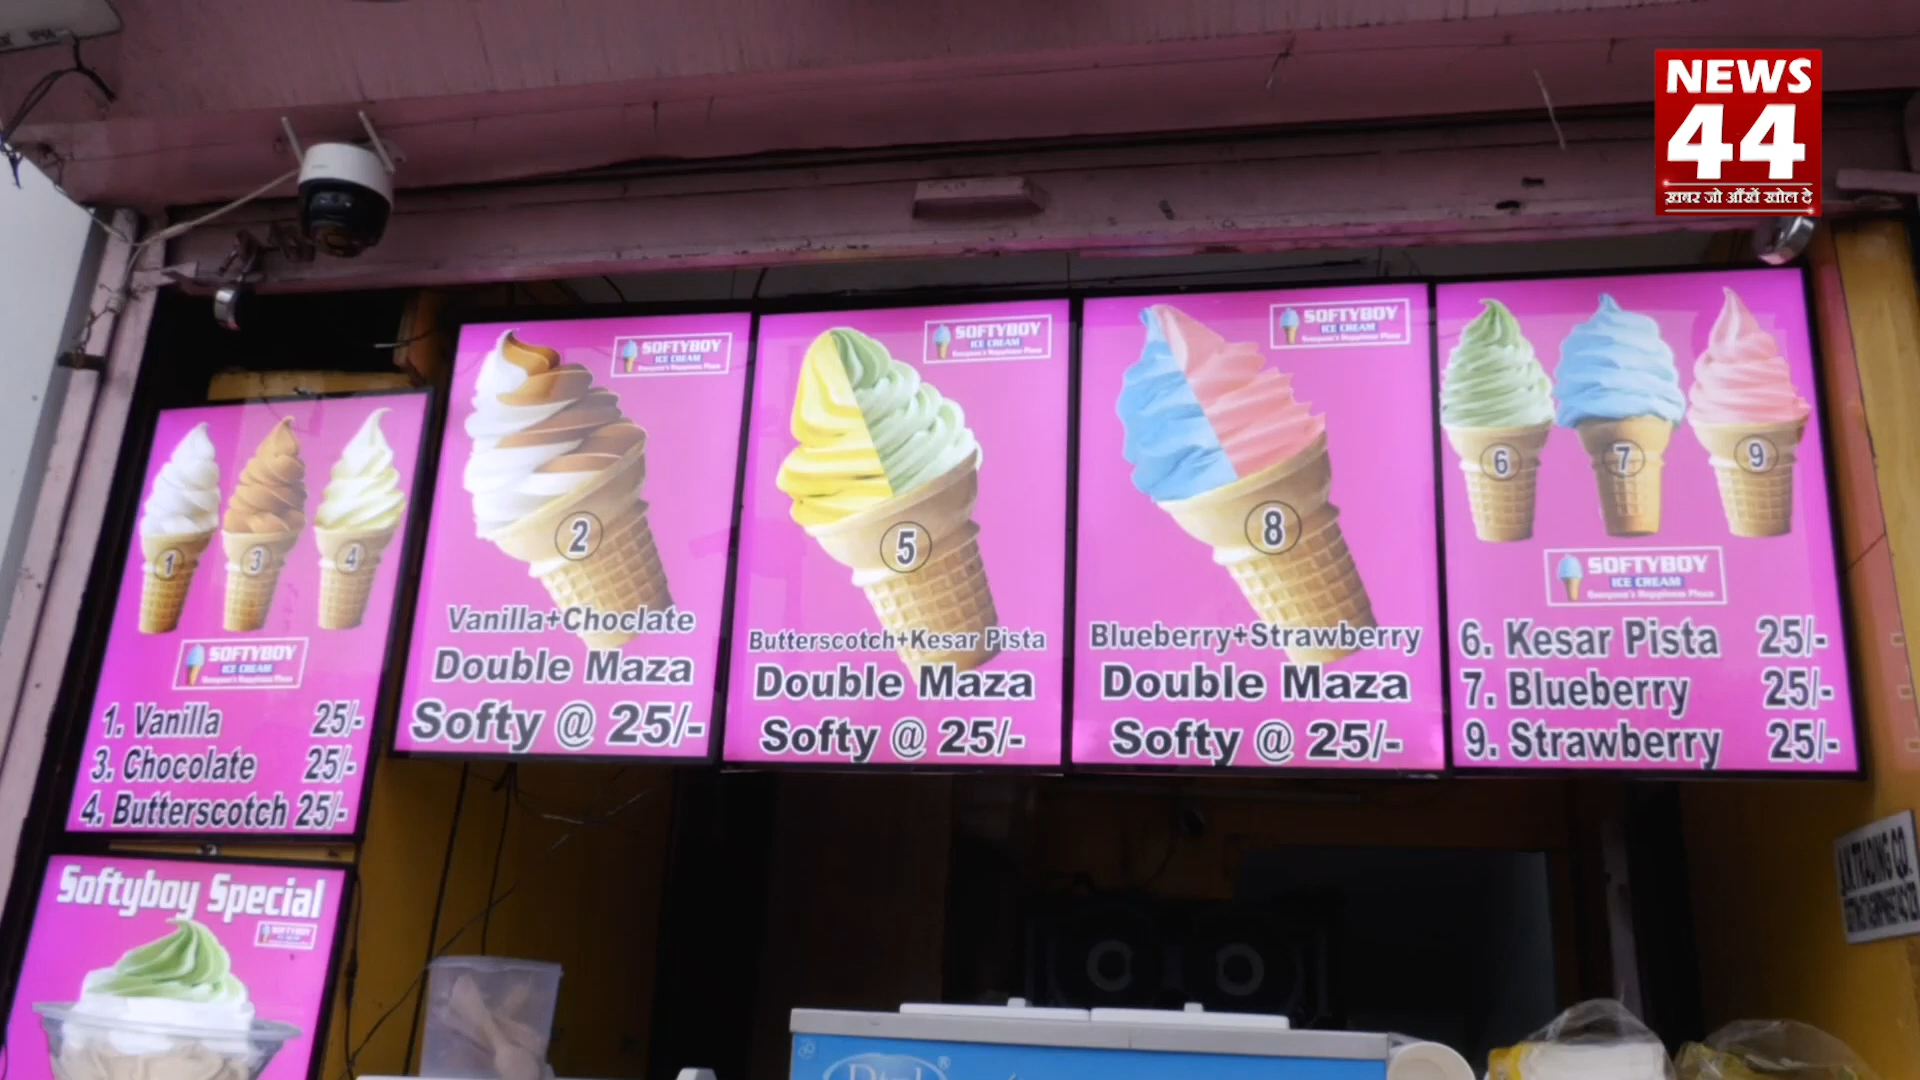 NEWS
44
ख़बर जो आँखें खोल दे
SOFTYBOY
ICE CREAM
1
3
4
SOFTYBOY
ICE CREAM
1. Vanilla 25/-
3. Chocolate 25/-
4. Butterscotch 25/-
2
Vanilla+Choclate
Double Maza
Softy @ 25/-
SOFTYBOY
ICE CREAM
5
Butterscotch+Kesar Pista
Double Maza
Softy @ 25/-
SOFTYBOY
ICE CREAM
8
Blueberry+Strawberry
Double Maza
Softy @ 25/-
6
7
9
SOFTYBOY
ICE CREAM
6. Kesar Pista 25/-
7. Blueberry 25/-
9. Strawberry 25/-
Softyboy Special
SOFTYBOY
TRADING CO.